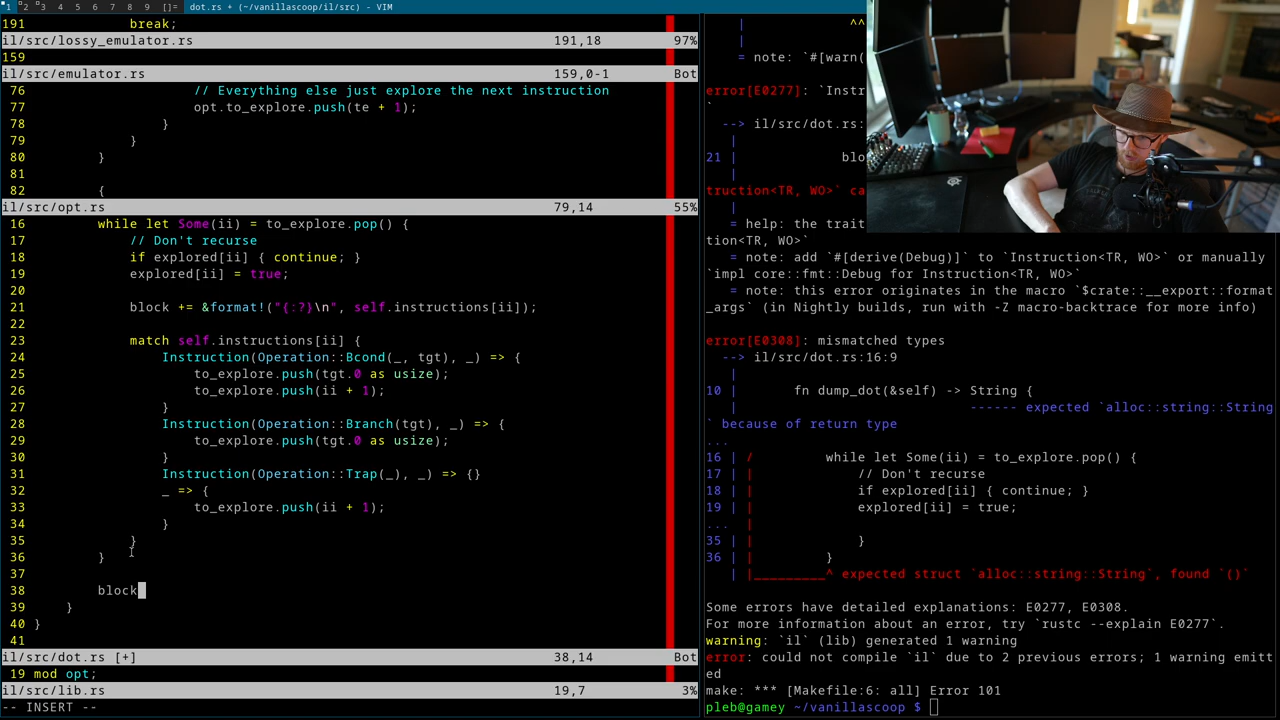 1 2 3 4 5 6 7 8 9 []= dot.rs + (~/vanillascoop/il/src) - VIM
191             break;
il/src/lossy_emulator.rs 191,18 97%
159
il/src/emulator.rs 159,0-1 Bot
76                     // Everything else just explore the next instruction
77                     opt.to_explore.push(te + 1);
78                 }
79             }
80         }
81
82         {
il/src/opt.rs 79,14 55%
16         while let Some(ii) = to_explore.pop() {
17             // Don't recurse
18             if explored[ii] { continue; }
19             explored[ii] = true;
20
21             block += &format!("{:?}\n", self.instructions[ii]);
22
23             match self.instructions[ii] {
24                 Instruction(Operation::Bcond(_, tgt), _) => {
25                     to_explore.push(tgt.0 as usize);
26                     to_explore.push(ii + 1);
27                 }
28                 Instruction(Operation::Branch(tgt), _) => {
29                     to_explore.push(tgt.0 as usize);
30                 }
31                 Instruction(Operation::Trap(_), _) => {}
32                 _ => {
33                     to_explore.push(ii + 1);
34                 }
35             }
36         }
37
38         block
39     }
40 }
41
il/src/dot.rs [+] 38,14 Bot
19 mod opt;
il/src/lib.rs 19,7 3%
-- INSERT --
| ^^
|
= note: `#[warn(
error[E0277]: `Instr
`
--> il/src/dot.rs:
|
21 | blo
|
truction<TR, WO>` ca
|
= help: the trait
tion<TR, WO>`
= note: add `#[derive(Debug)]` to `Instruction<TR, WO>` or manually
`impl core::fmt::Debug for Instruction<TR, WO>`
= note: this error originates in the macro `$crate::__export::format
_args` (in Nightly builds, run with -Z macro-backtrace for more info)
error[E0308]: mismatched types
--> il/src/dot.rs:16:9
|
10 | fn dump_dot(&self) -> String {
| ------ expected `alloc::string::String
` because of return type
...
16 | / while let Some(ii) = to_explore.pop() {
17 | | // Don't recurse
18 | | if explored[ii] { continue; }
19 | | explored[ii] = true;
... |
35 | | }
36 | | }
| |_________^ expected struct `alloc::string::String`, found `()`
Some errors have detailed explanations: E0277, E0308.
For more information about an error, try `rustc --explain E0277`.
warning: `il` (lib) generated 1 warning
error: could not compile `il` due to 2 previous errors; 1 warning emitt
ed
make: *** [Makefile:6: all] Error 101
pleb@gamey ~/vanillascoop $